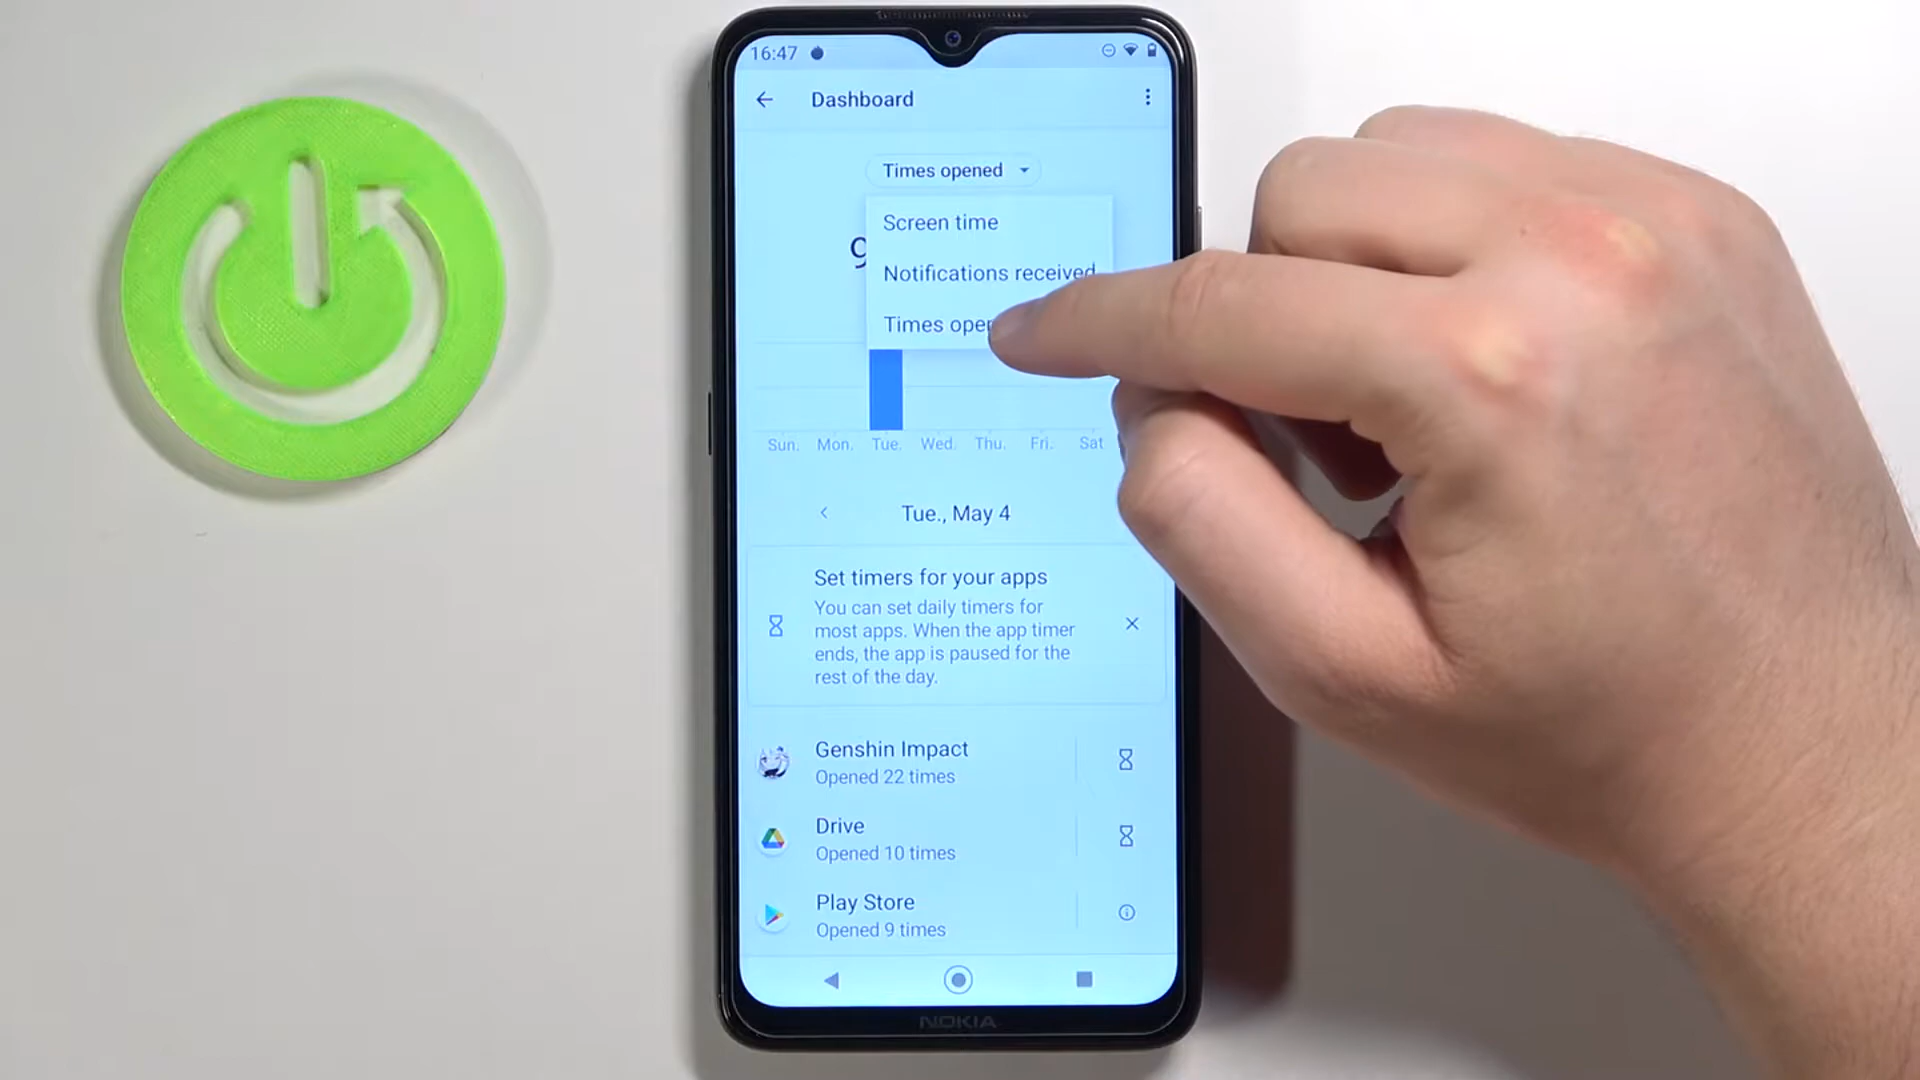 16:47
Dashboard
Times opened
Screen time
Notifications received
Times
Sun. Mon. Tue. Wed. Thu. Fri. Sat
Tue., May 4
Set timers for your apps
You can set daily timers for
most apps. When the app timer
ends, the app is paused for the
rest of the day.
Genshin Impact
Opened 22 times
Drive
Opened 10 times
Play Store
Opened 9 times
NOKIA